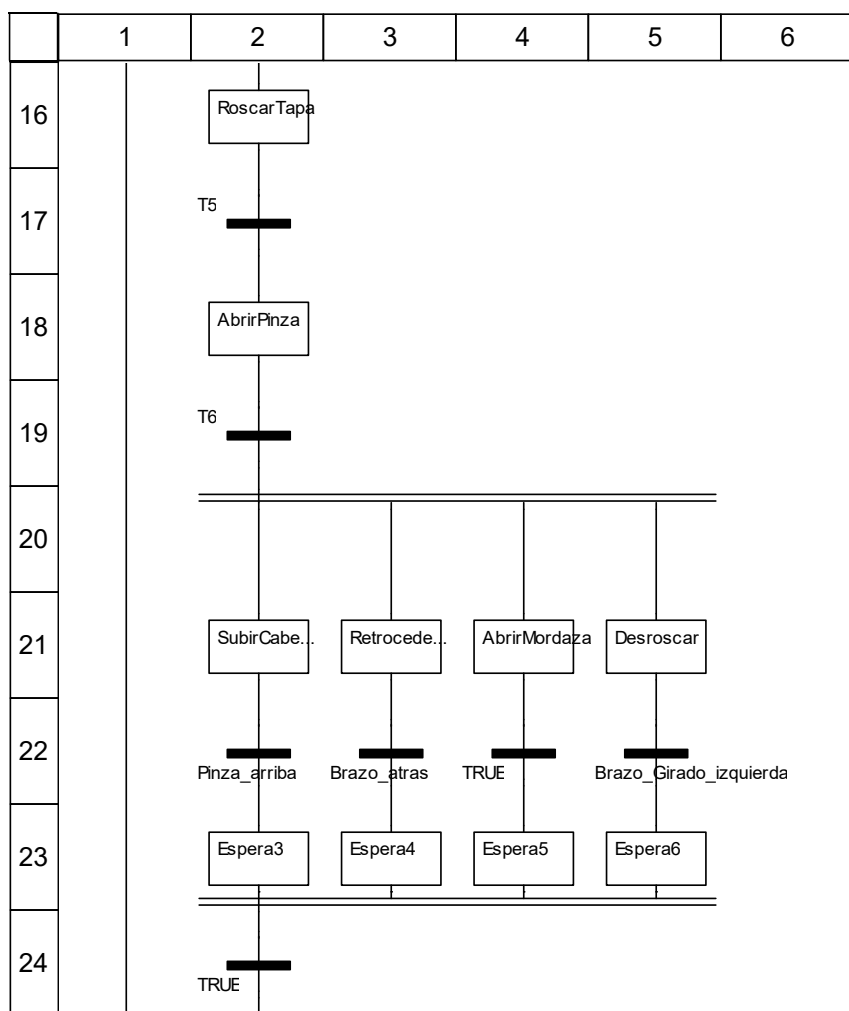 1 2 3 4 5 6
16 RoscarTapa
17 T5
18 AbrirPinza
19 T6
20
21 SubirCabe... Retrocede... AbrirMordaza Desroscar
22
Pinza_arriba Brazo_atras TRUE Brazo_Girado_izquierda
23 Espera3 Espera4 Espera5 Espera6
24
TRUE